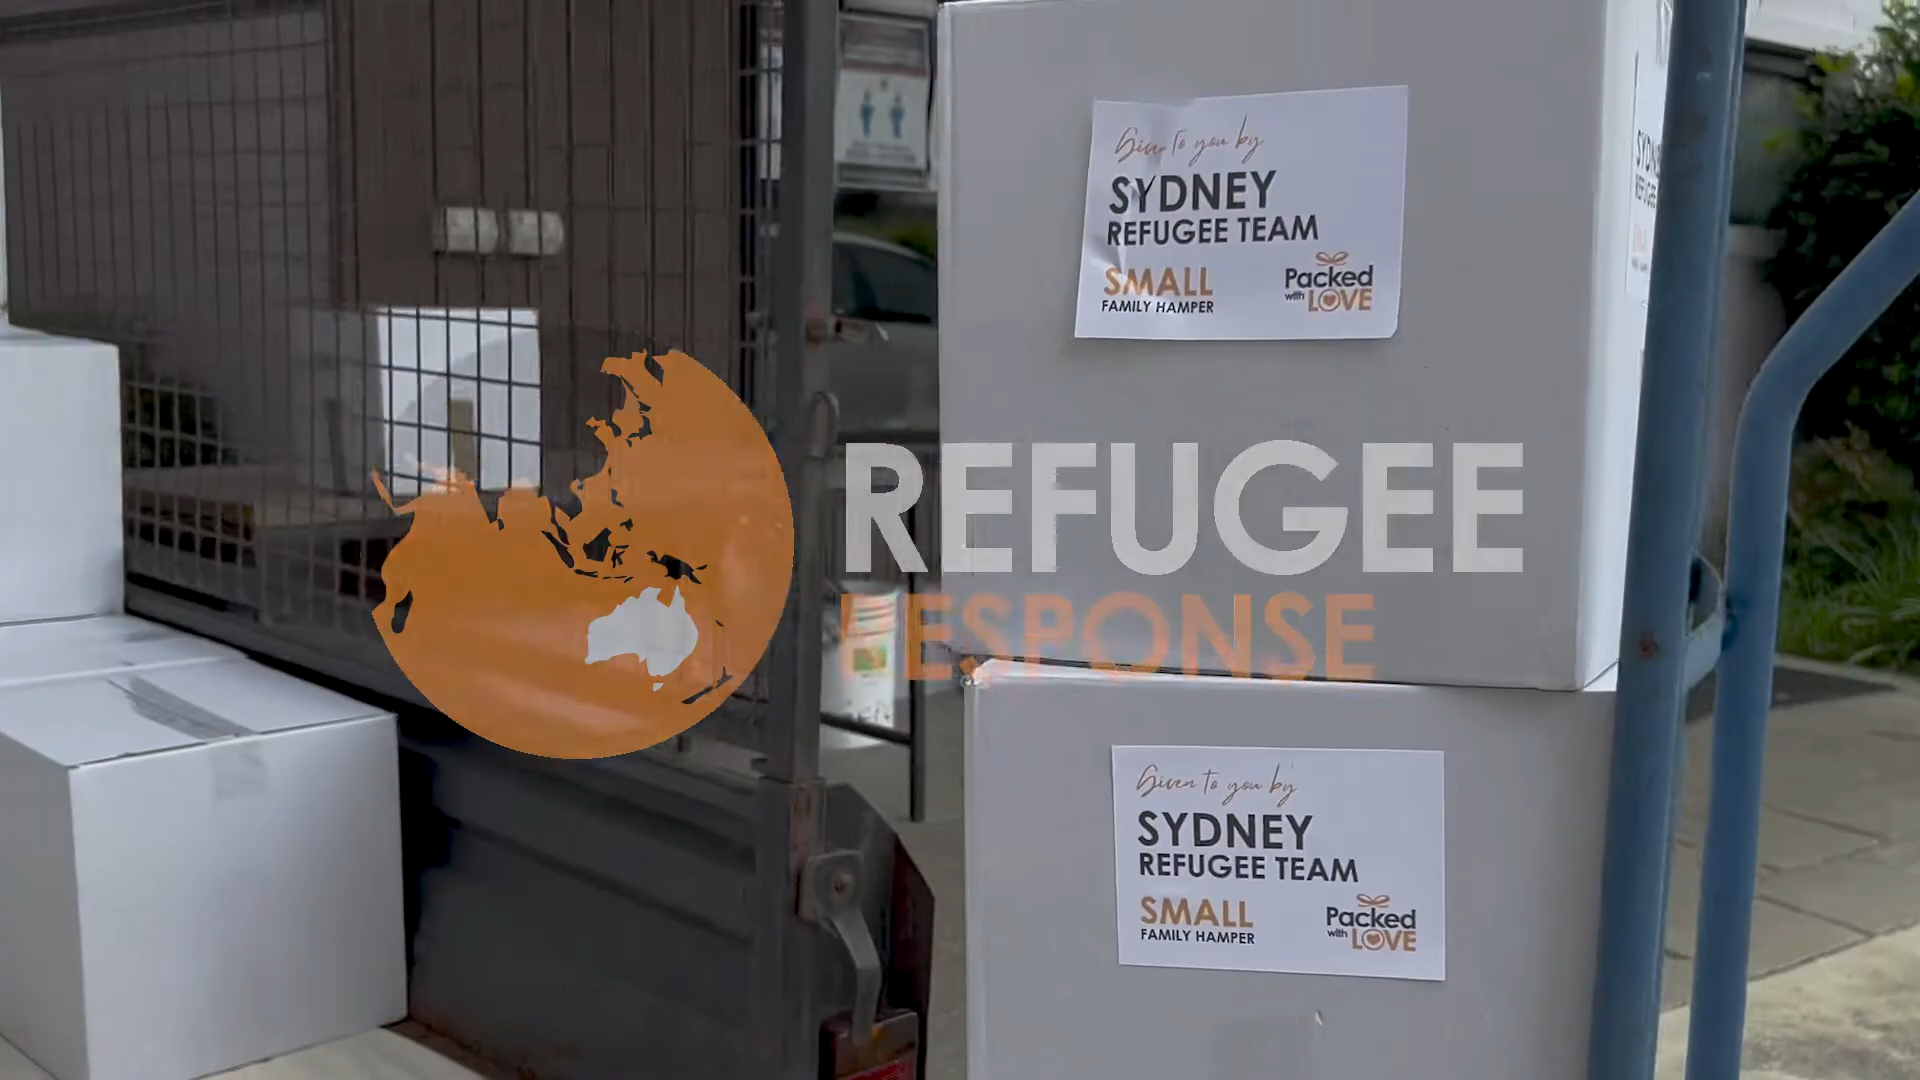 Given to you by
SYDNEY
REFUGEE TEAM
SMALL
FAMILY HAMPER
Packed
with LOVE
REFUGEE
RESPONSE
Given to you by
SYDNEY
REFUGEE TEAM
SMALL
FAMILY HAMPER
Packed
with LOVE